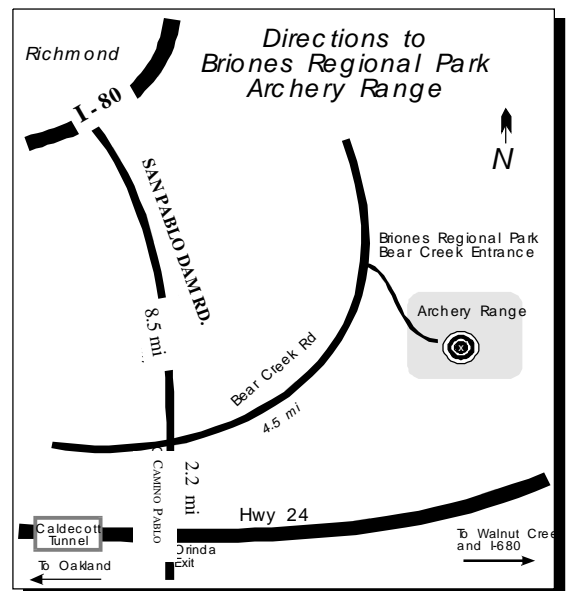 Directions to
Briones Regional Park
Archery Range
Richmond
I - 80
SAN PABLO DAM RD.
N
Briones Regional Park
Bear Creek Entrance
Archery Range
X
8.5 mi
Bear Creek Rd
4.5 mi
2.2 mi
CAMINO PABLO
Hwy 24
Caldecott
Tunnel
Orinda
Exit
To Oakland
To Walnut Cree
and I-680